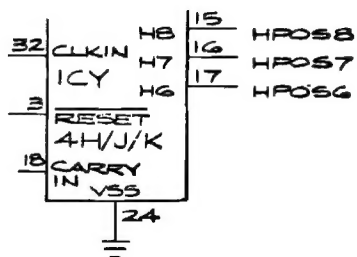 15
H8 HPOS8
16
32 CLKIN H7 HPOS7
17
ICY H6 HPOS6
3
RESET
4H/J/K
18 CARRY
IN
VSS
24